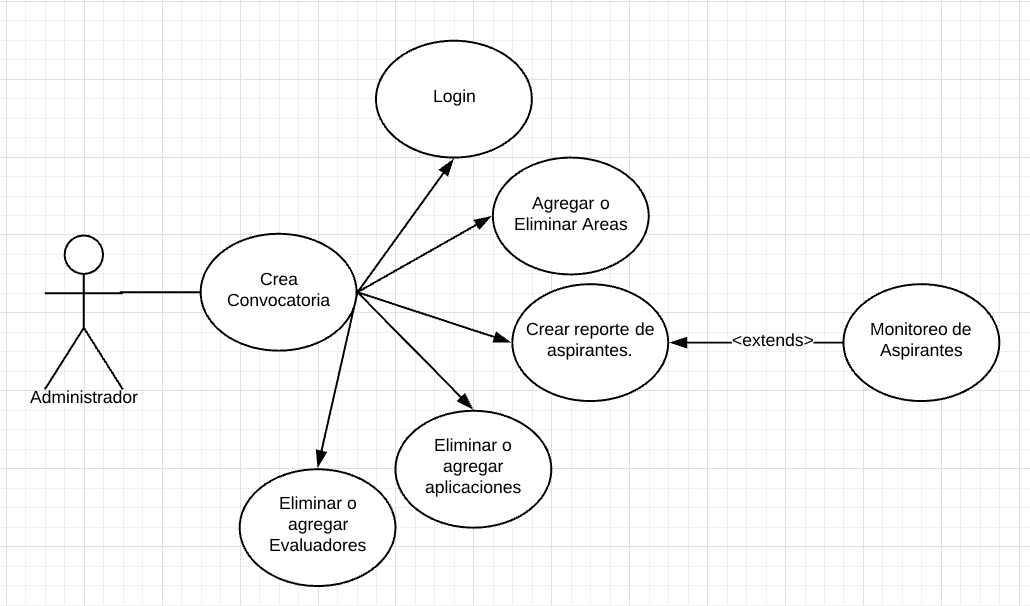 Login
Agregar o
Eliminar Areas
Crea
Convocatoria
Crear reporte de
aspirantes.
<extends>
Monitoreo de
Aspirantes
Administrador
Eliminar o
agregar
aplicaciones
Eliminar o
agregar
Evaluadores